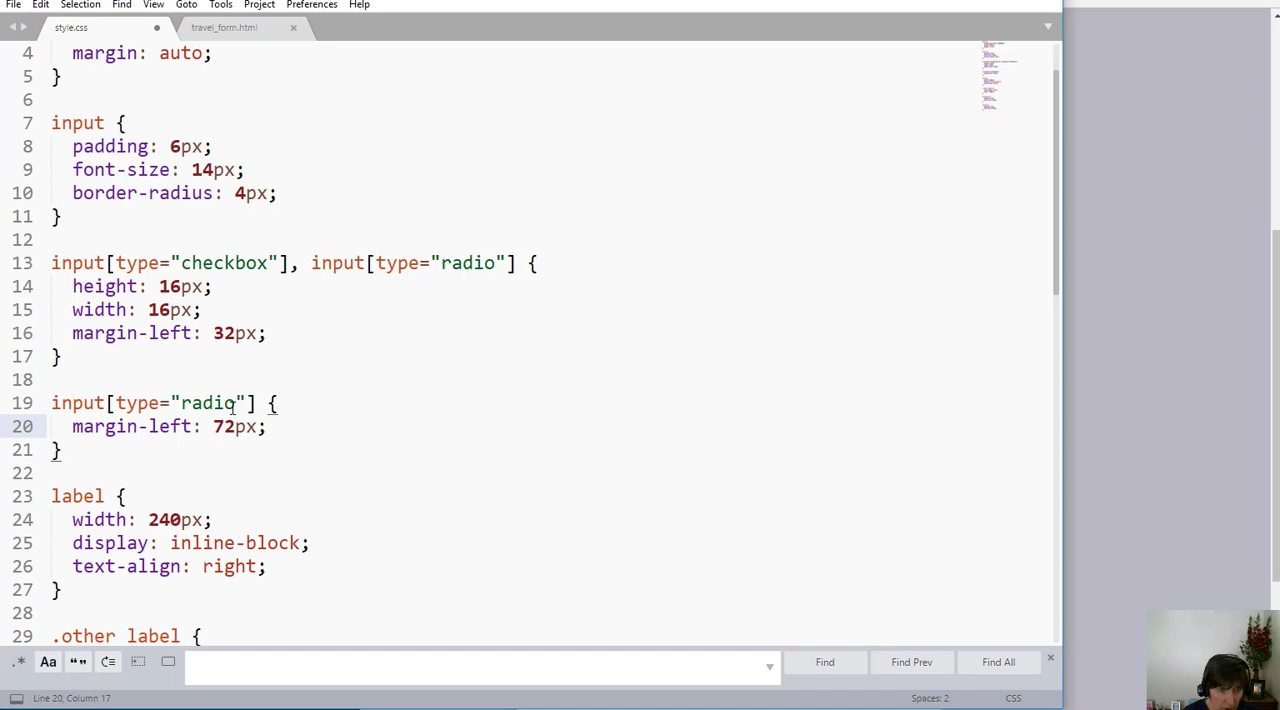 File Edit Selection Find View Goto Tools Project Preferences Help
style.css travel_form.html
4 margin: auto;
5 }
6
7 input {
8 padding: 6px;
9 font-size: 14px;
10 border-radius: 4px;
11 }
12
13 input[type="checkbox"], input[type="radio"] {
14 height: 16px;
15 width: 16px;
16 margin-left: 32px;
17 }
18
19 input[type="radio"] {
20 margin-left: 72px;
21 }
22
23 label {
24 width: 240px;
25 display: inline-block;
26 text-align: right;
27 }
28
29 .other label {
.* Aa “” Find Find Prev Find All
Line 20, Column 17 Spaces: 2 CSS